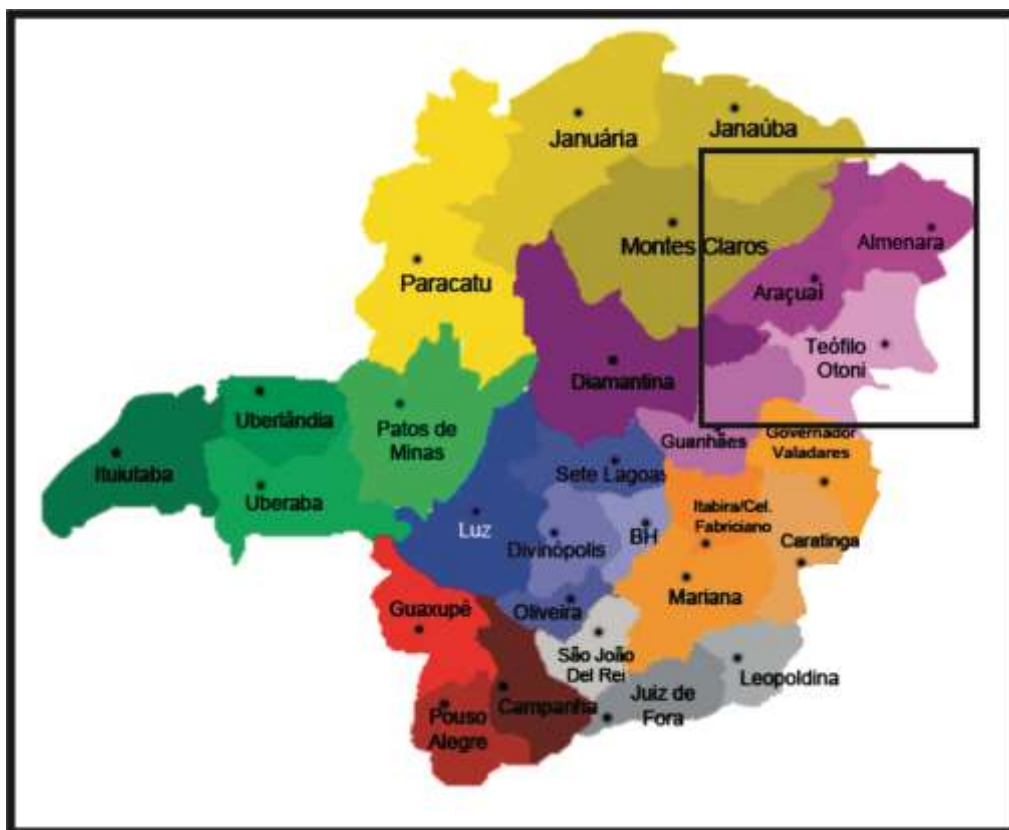 Januária
Janaúba
Montes Claros
Almenara
Paracatu
Araçuaí
Teófilo
Otoni
Diamantina
Uberlândia
Patos de
Minas
Guanhães
Governador
Valadares
Ituiutaba
Sete Lagoas
Uberaba
Itabira/Cel.
Fabriciano
Luz
Divinópolis
BH
Caratinga
Mariana
Oliveira
Guaxupê
São João
Del Rei
Leopoldina
Juiz de
Fora
Campanha
Pouso
Alegre